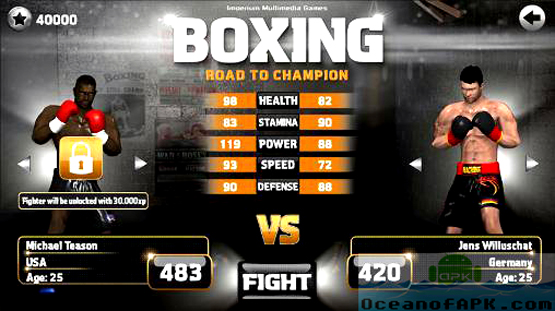 40000
Imperium Multimedia Games
BOXING
ROAD TO CHAMPION
98 HEALTH 82
83 STAMINA 90
119 POWER 88
93 SPEED 72
90 DEFENSE 88
Fighter will be unlocked with 30.000xp
VS
Michael Teason
USA
Age: 25
483
FIGHT
420
Jens Willuschat
Germany
Age: 25
BOXING
apk
OceanofAPK.com